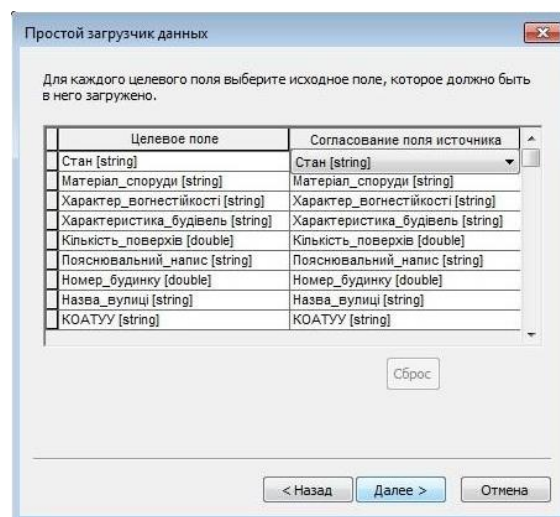 Простой загрузчик данных
Для каждого целевого поля выберите исходное поле, которое должно быть
в него загружено.
Целевое поле Согласование поля источника
Стан [string] Стан [string]
Матеріал_споруди [string] Матеріал_споруди [string]
Характер_вогнестійкості [string] Характер_вогнестійкості [string]
Характеристика_будівель [string] Характеристика_будівель [string]
Кількість_поверхів [double] Кількість_поверхів [double]
Пояснювальний_напис [string] Пояснювальний_напис [string]
Номер_будинку [double] Номер_будинку [double]
Назва_вулиці [string] Назва_вулиці [string]
КОАТУУ [string] КОАТУУ [string]
Сброс
< Назад Далее > Отмена